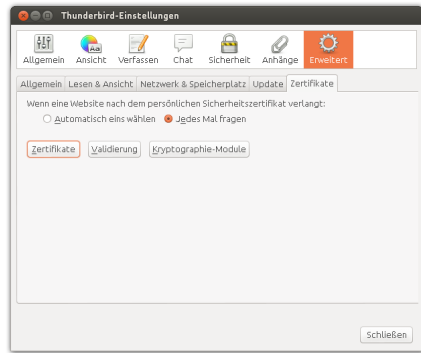 Thunderbird-Einstellungen
Allgemein Ansicht Verfassen Chat Sicherheit Anhänge Erweitert
Allgemein Lesen & Ansicht Netzwerk & Speicherplatz Update Zertifikate
Wenn eine Website nach dem persönlichen Sicherheitszertifikat verlangt:
Automatisch eins wählen Jedes Mal fragen
Zertifikate Validierung Kryptographie-Module
Schließen